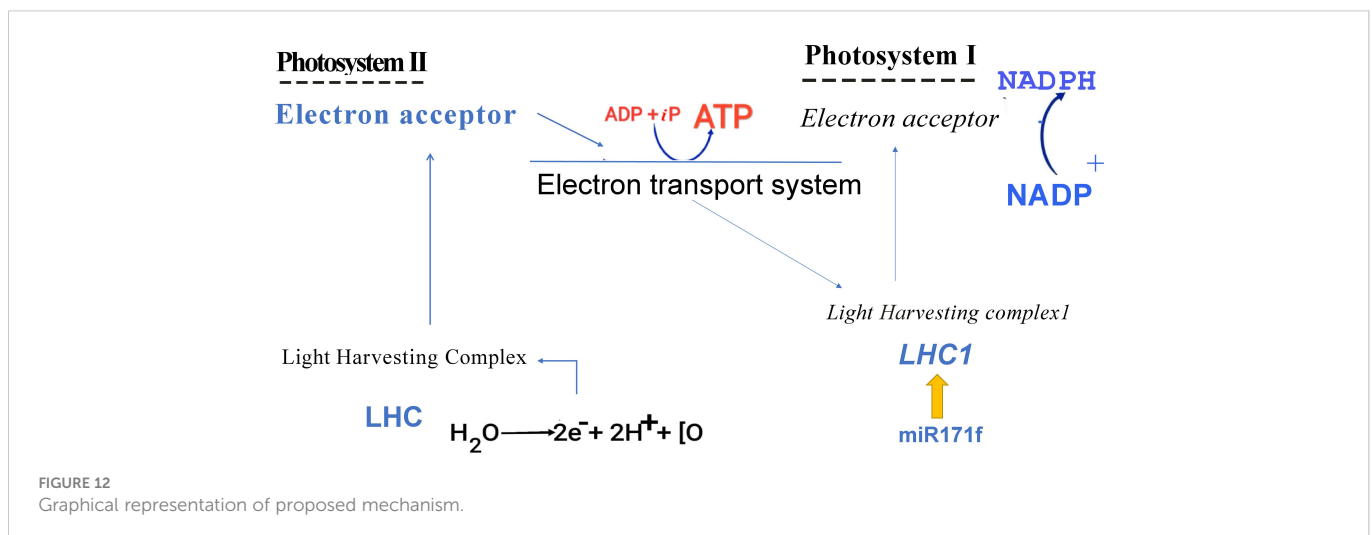 Photosystem II
Electron acceptor
ADP + iP ATP
Electron transport system
Photosystem I
NADPH
Electron acceptor
NADP +
Light Harvesting complex1
LHC1
miR171f
Light Harvesting Complex
LHC
H₂O→2e⁻+ 2H⁺+ [O
FIGURE 12
Graphical representation of proposed mechanism.